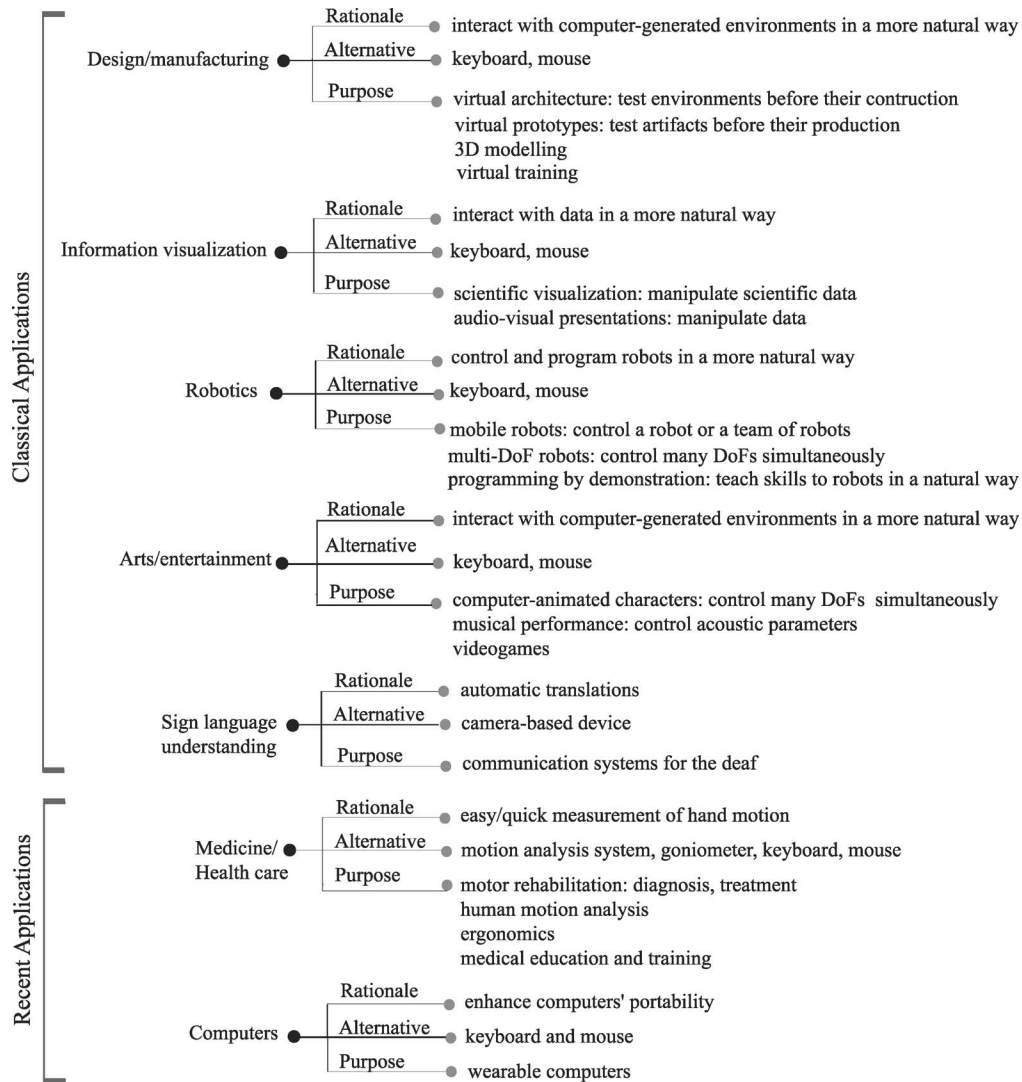 Classical Applications
Design/manufacturing
Rationale
interact with computer-generated environments in a more natural way
Alternative
keyboard, mouse
Purpose
virtual architecture: test environments before their contruction
virtual prototypes: test artifacts before their production
3D modelling
virtual training
Information visualization
Rationale
interact with data in a more natural way
Alternative
keyboard, mouse
Purpose
scientific visualization: manipulate scientific data
audio-visual presentations: manipulate data
Robotics
Rationale
control and program robots in a more natural way
Alternative
keyboard, mouse
Purpose
mobile robots: control a robot or a team of robots
multi-DoF robots: control many DoFs simultaneously
programming by demonstration: teach skills to robots in a natural way
Arts/entertainment
Rationale
interact with computer-generated environments in a more natural way
Alternative
keyboard, mouse
Purpose
computer-animated characters: control many DoFs simultaneously
musical performance: control acoustic parameters
videogames
Sign language
understanding
Rationale
automatic translations
Alternative
camera-based device
Purpose
communication systems for the deaf
Recent Applications
Medicine/
Health care
Rationale
easy/quick measurement of hand motion
Alternative
motion analysis system, goniometer, keyboard, mouse
Purpose
motor rehabilitation: diagnosis, treatment
human motion analysis
ergonomics
medical education and training
Computers
Rationale
enhance computers' portability
Alternative
keyboard and mouse
Purpose
wearable computers